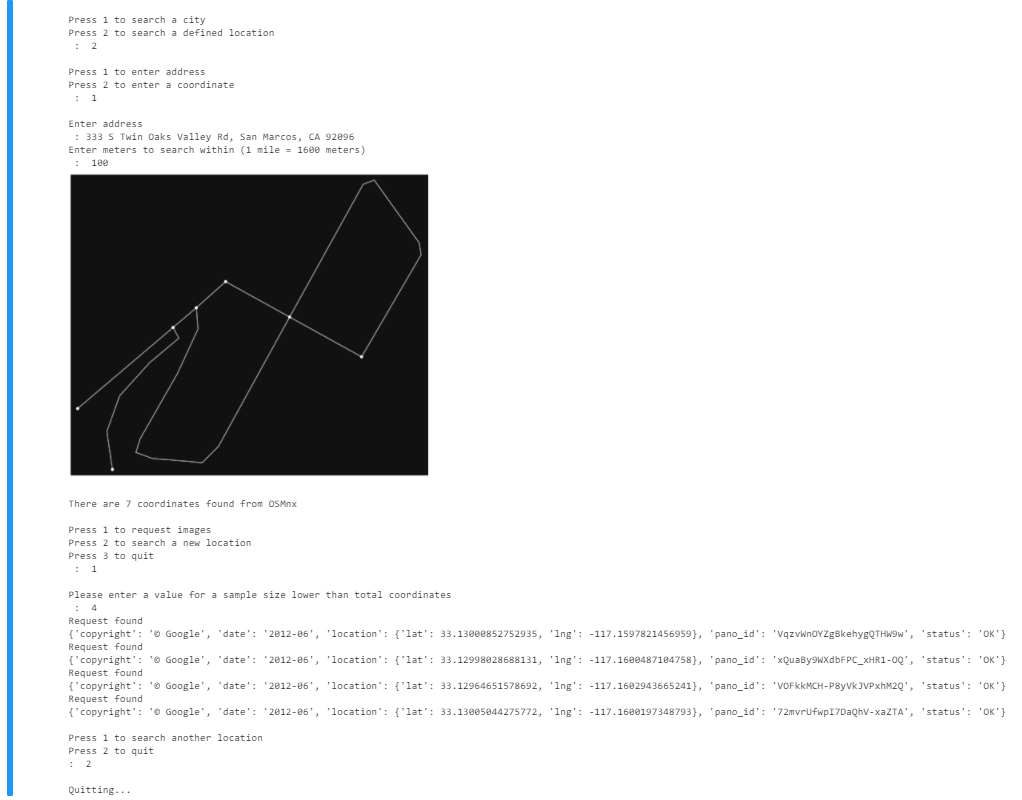 Press 1 to search a city
Press 2 to search a defined location
: 2
Press 1 to enter address
Press 2 to enter a coordinate
: 1
Enter address
: 333 S Twin Oaks Valley Rd, San Marcos, CA 92096
Enter meters to search within (1 mile = 1600 meters)
: 100
There are 7 coordinates found from OSMnx
Press 1 to request images
Press 2 to search a new location
Press 3 to quit
: 1
Please enter a value for a sample size lower than total coordinates
: 4
Request found
{'copyright': '© Google', 'date': '2012-06', 'location': {'lat': 33.13000852752935, 'lng': -117.1597821456959}, 'pano_id': 'VqzvWnOYZgBkehygQTHW9w', 'status': 'OK'}
Request found
{'copyright': '© Google', 'date': '2012-06', 'location': {'lat': 33.12998028688131, 'lng': -117.1600487104758}, 'pano_id': 'xQuaBy9WXdbFPC_xHR1-OQ', 'status': 'OK'}
Request found
{'copyright': '© Google', 'date': '2012-06', 'location': {'lat': 33.12964651578692, 'lng': -117.1602943665241}, 'pano_id': 'VOFkkMCH-P8yVkJVPxhM2Q', 'status': 'OK'}
Request found
{'copyright': '© Google', 'date': '2012-06', 'location': {'lat': 33.13005044275772, 'lng': -117.1600197348793}, 'pano_id': '72mvrUfwpI7DaQhV-xaZTA', 'status': 'OK'}
Press 1 to search another location
Press 2 to quit
: 2
Quitting...